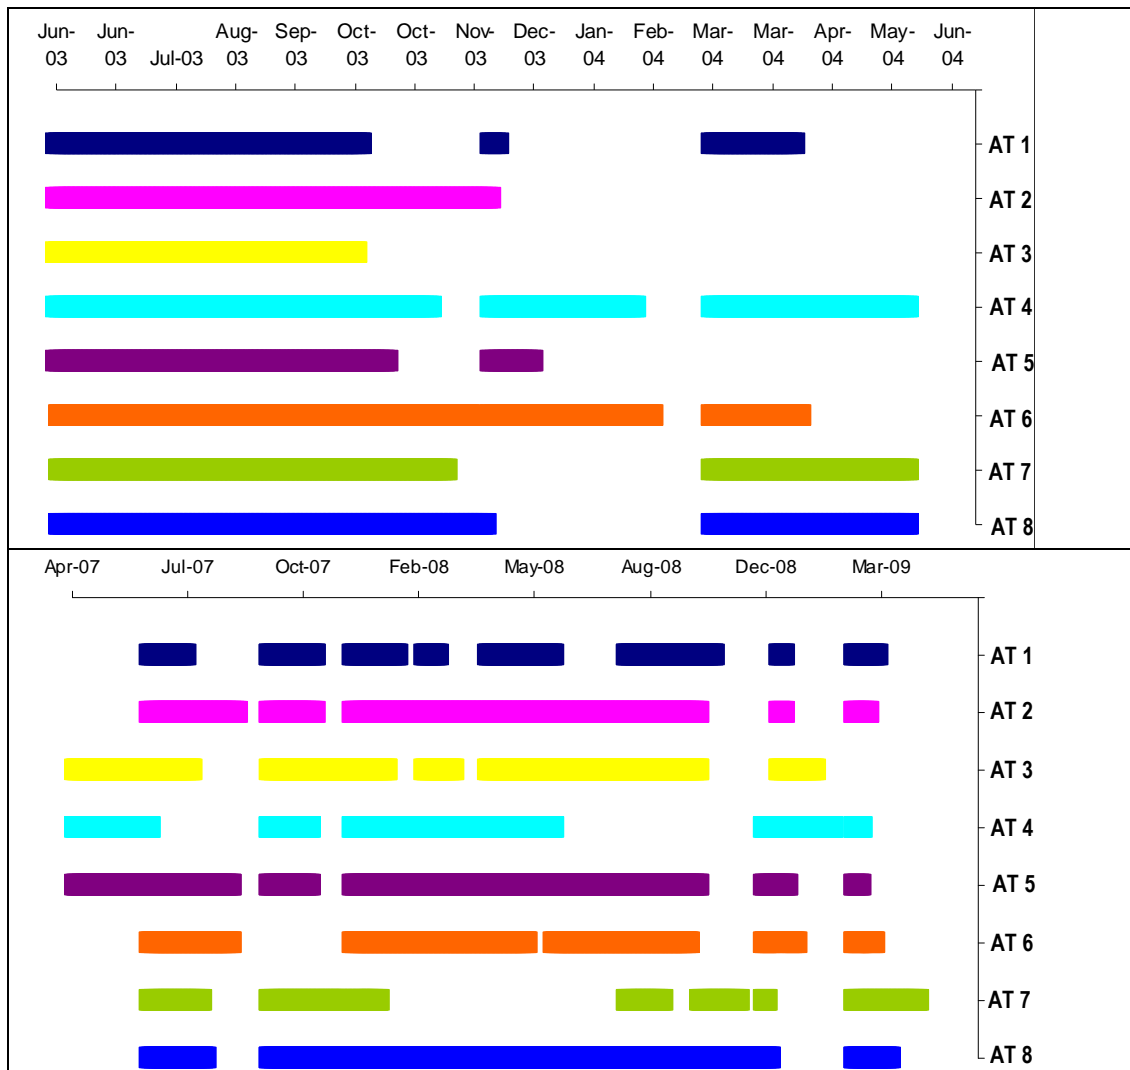 Jun- Jun- Aug- Sep- Oct- Oct- Nov- Dec- Jan- Feb- Mar- Mar- Apr- May- Jun-
03 03 Jul-03 03 03 03 03 03 03 04 04 04 04 04 04 04
AT 1
AT 2
AT 3
AT 4
AT 5
AT 6
AT 7
AT 8
Apr-07 Jul-07 Oct-07 Feb-08 May-08 Aug-08 Dec-08 Mar-09
AT 1
AT 2
AT 3
AT 4
AT 5
AT 6
AT 7
AT 8